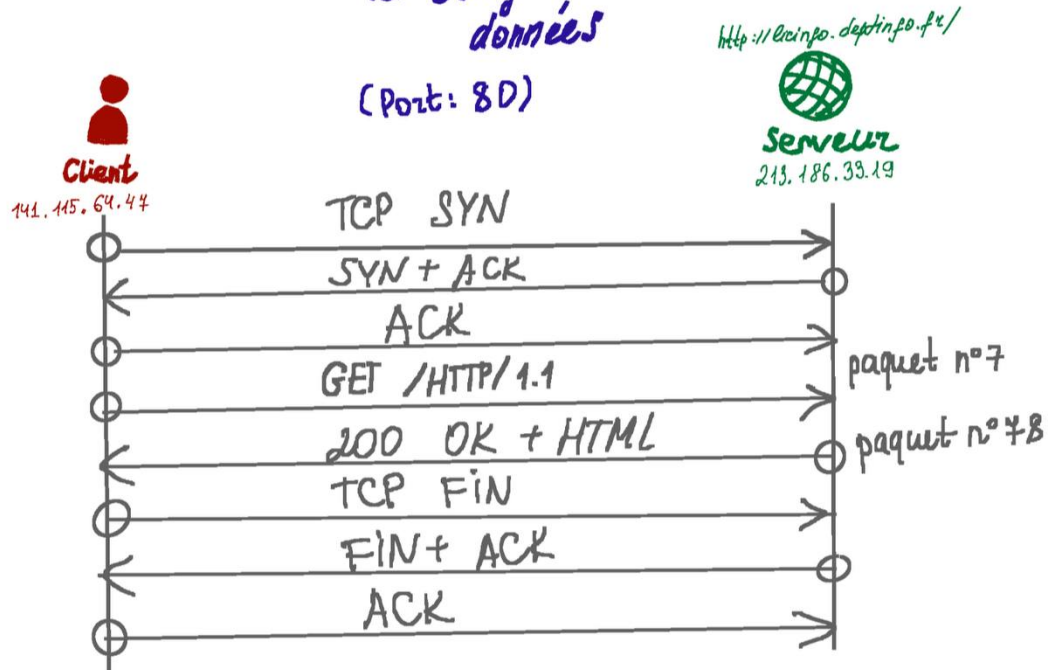 données
(Port: 80)
http://licinfo.deptinfo.fr/
Client
141.115.64.47
Serveur
213.186.33.19
TCP SYN
SYN + ACK
ACK
GET /HTTP/1.1
paquet n°7
200 OK + HTML
paquet n°78
TCP FiN
FiN + ACK
ACK